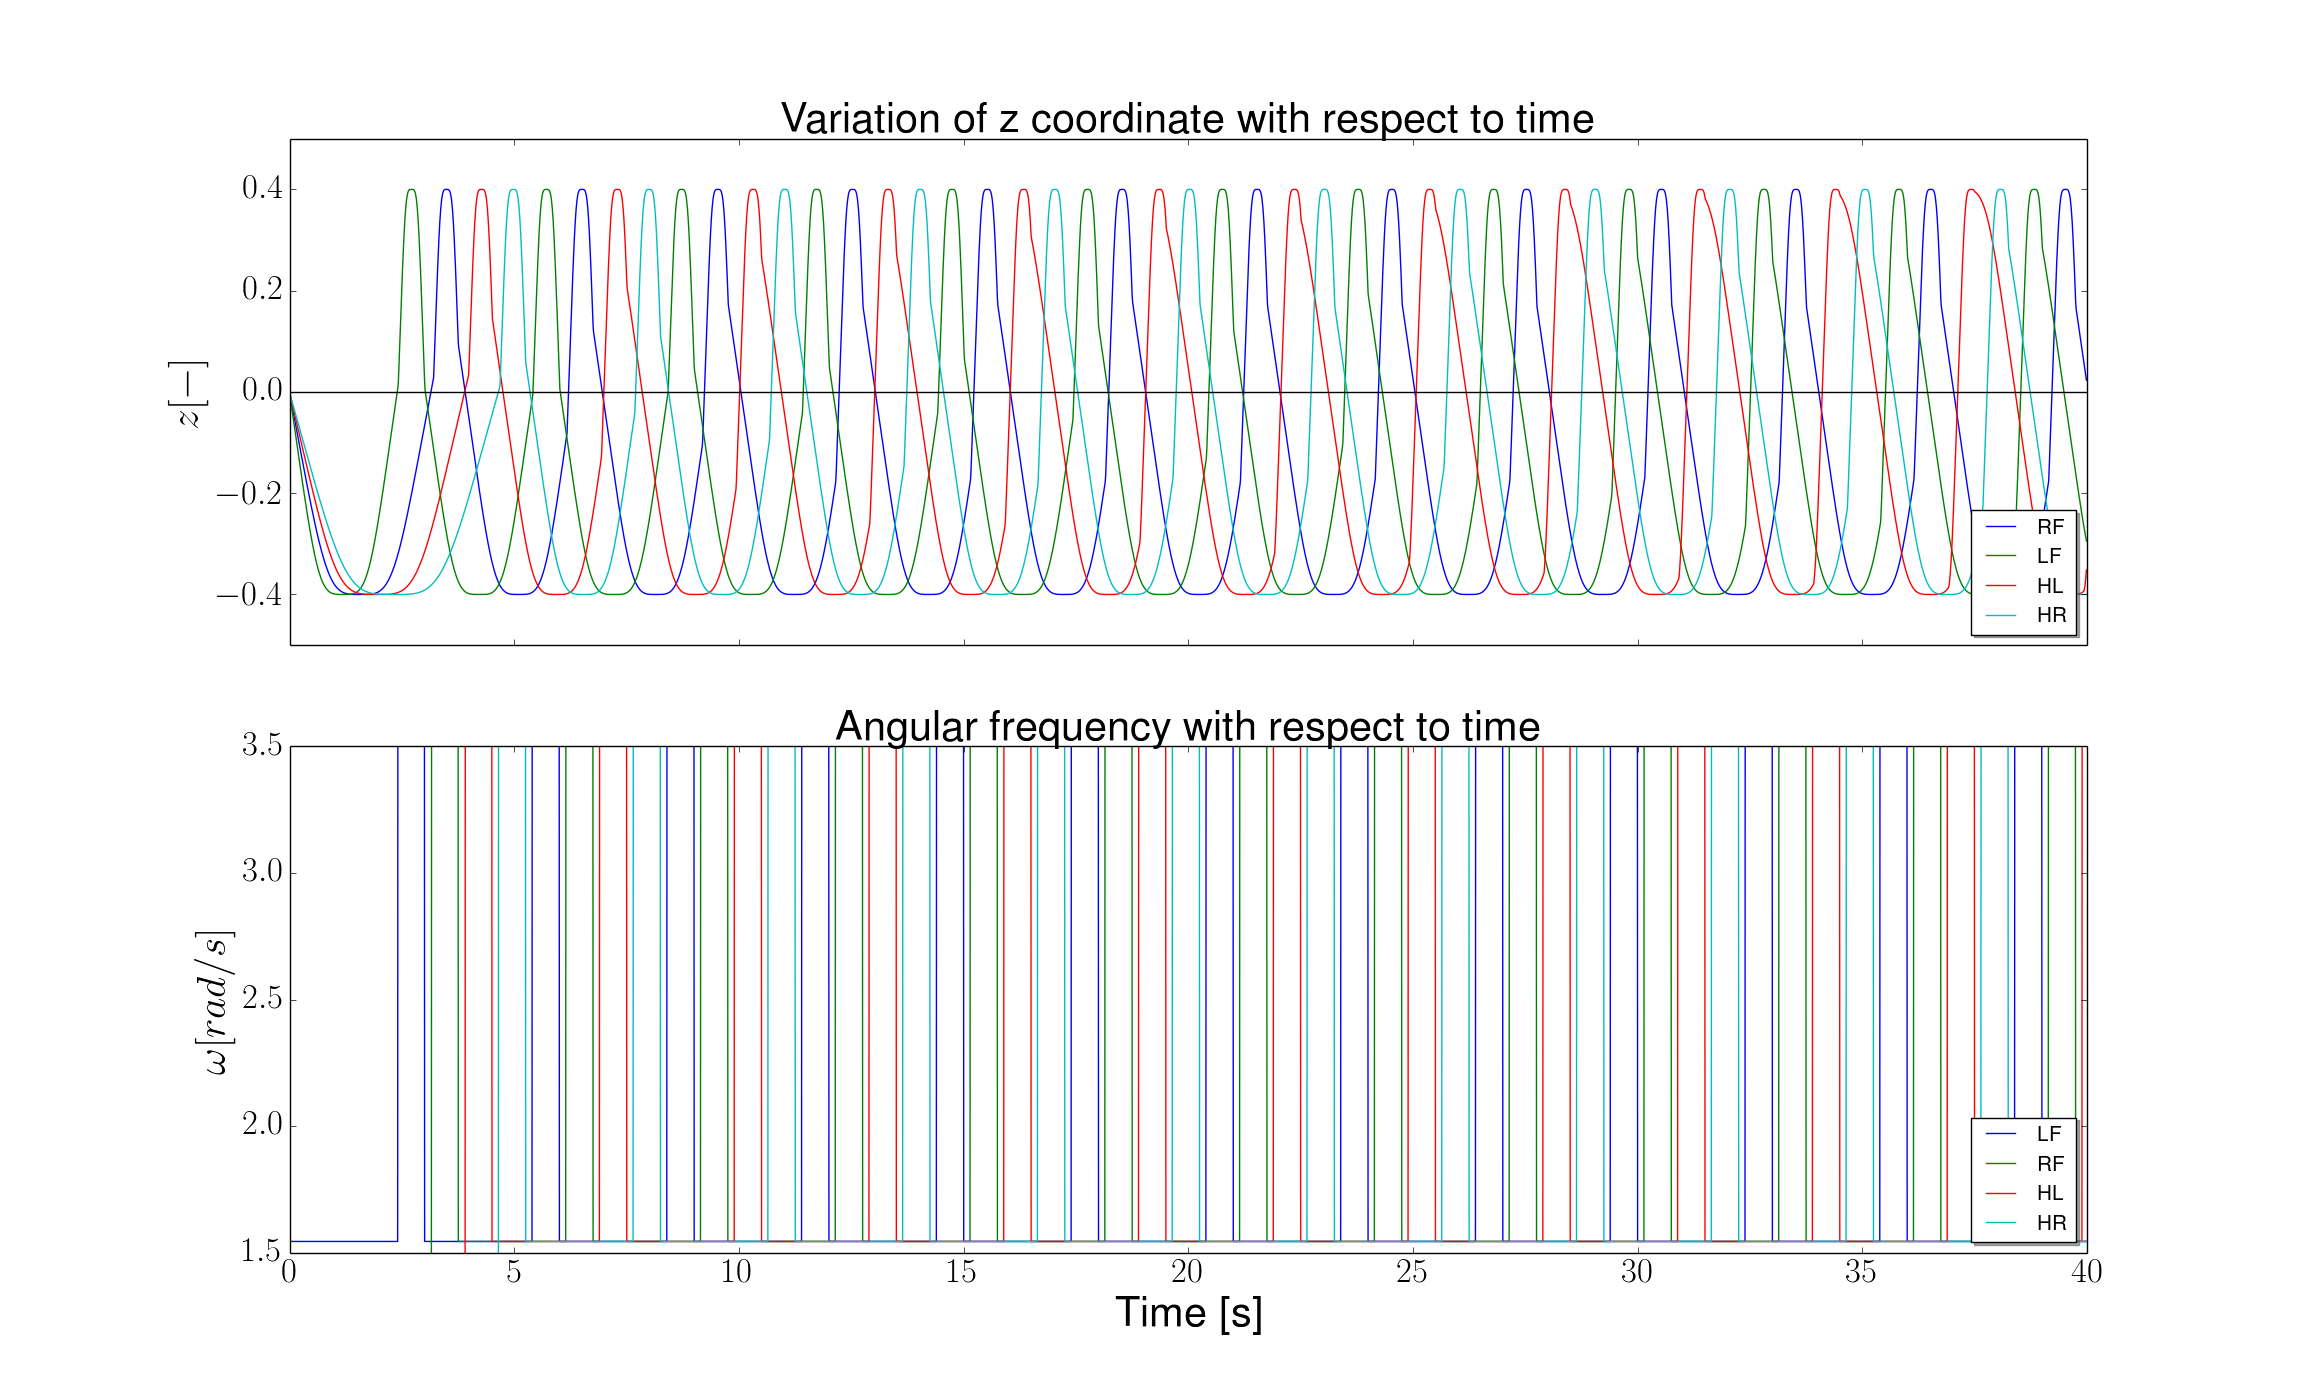 Variation of z coordinate with respect to time
0.4
0.2
0.0
−0.2
−0.4
z[−]
RF
LF
HL
HR
Angular frequency with respect to time
3.5
3.0
2.5
2.0
1.5
ω[rad/s]
LF
RF
HL
HR
0 5 10 15 20 25 30 35 40
Time [s]